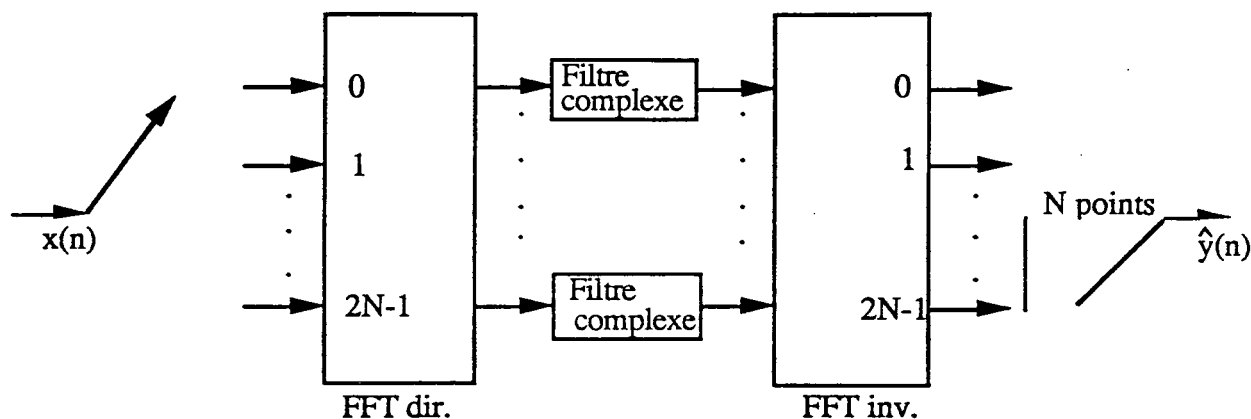 x(n)
0
1
2N-1
FFT dir.
Filtre
complexe
Filtre
complexe
0
1
2N-1
FFT inv.
N points
ŷ(n)